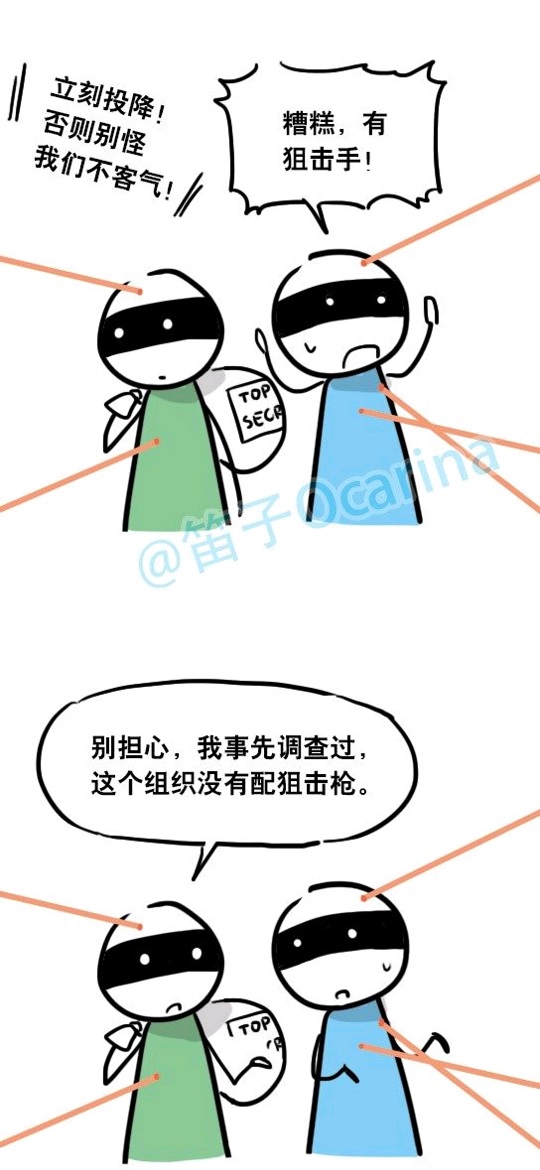 立刻投降！
否则别怪
我们不客气！
糟糕，有
狙击手！
TOP
SECR
@笛子Ocarina
别担心，我事先调查过，
这个组织没有配狙击枪。
TOP